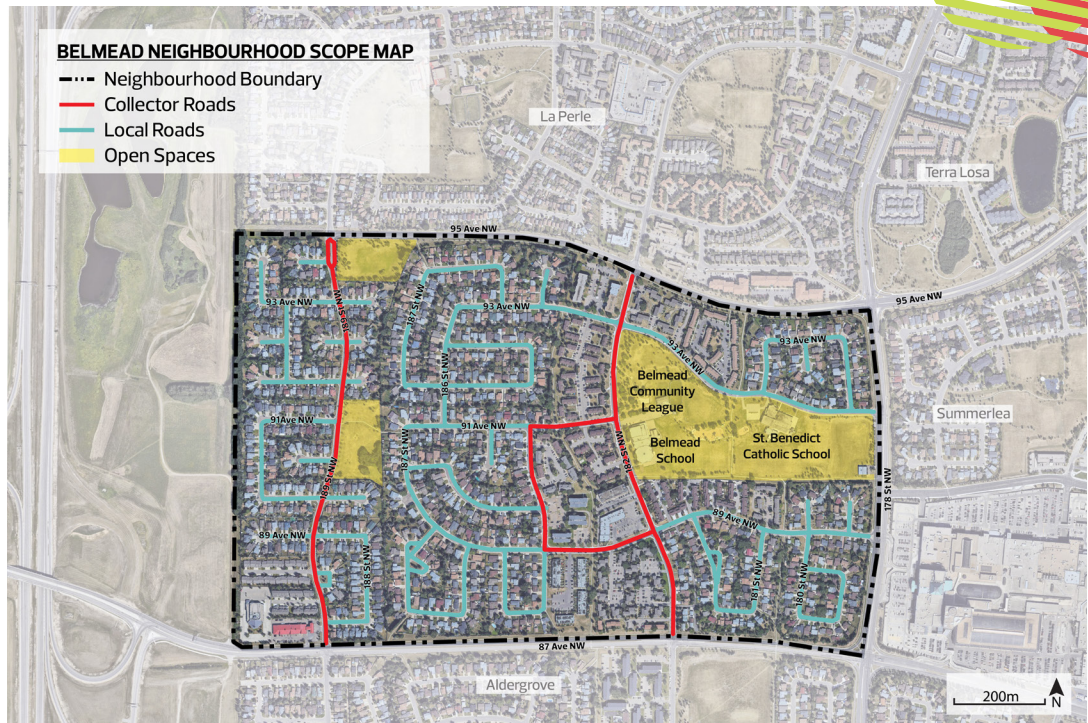 BELMEAD NEIGHBOURHOOD SCOPE MAP
Neighbourhood Boundary
Collector Roads
Local Roads
Open Spaces
La Perle
Terra Losa
95 Ave NW
95 Ave NW
93 Ave NW
189 St NW
187 St NW
93 Ave NW
93 Ave NW
93 Ave NW
186 St NW
Belmead
Community
League
Summerlea
91 Ave NW
187 St NW
91 Ave NW
182 St NW
Belmead
School
St. Benedict
Catholic School
189 St NW
178 St NW
89 Ave NW
89 Ave NW
188 St NW
181 St NW
180 St NW
87 Ave NW
Aldergrove
200m
N